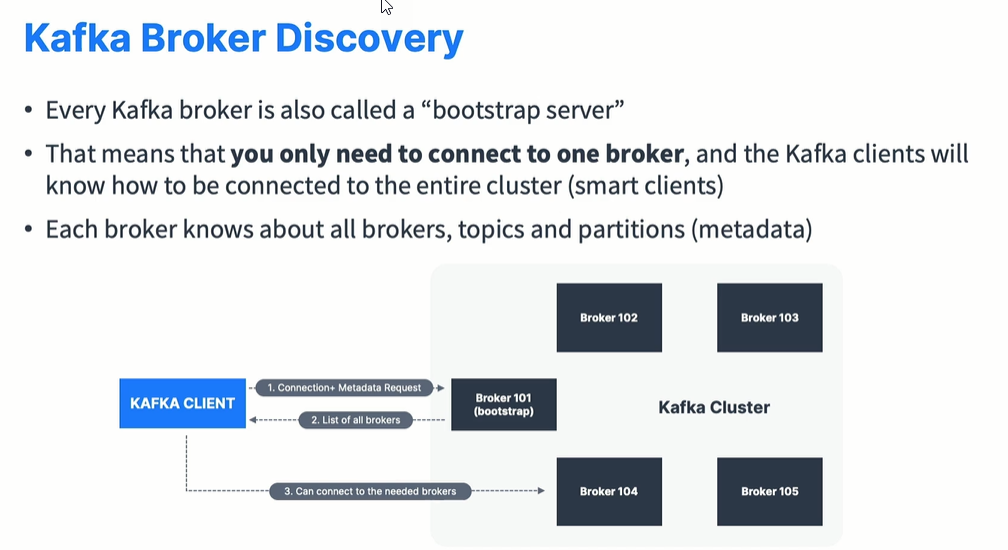 Kafka Broker Discovery
• Every Kafka broker is also called a “bootstrap server”
• That means that you only need to connect to one broker, and the Kafka clients will
know how to be connected to the entire cluster (smart clients)
• Each broker knows about all brokers, topics and partitions (metadata)
Broker 102
Broker 103
KAFKA CLIENT
1. Connection+ Metadata Request
2. List of all brokers
Broker 101
(bootstrap)
Kafka Cluster
3. Can connect to the needed brokers
Broker 104
Broker 105